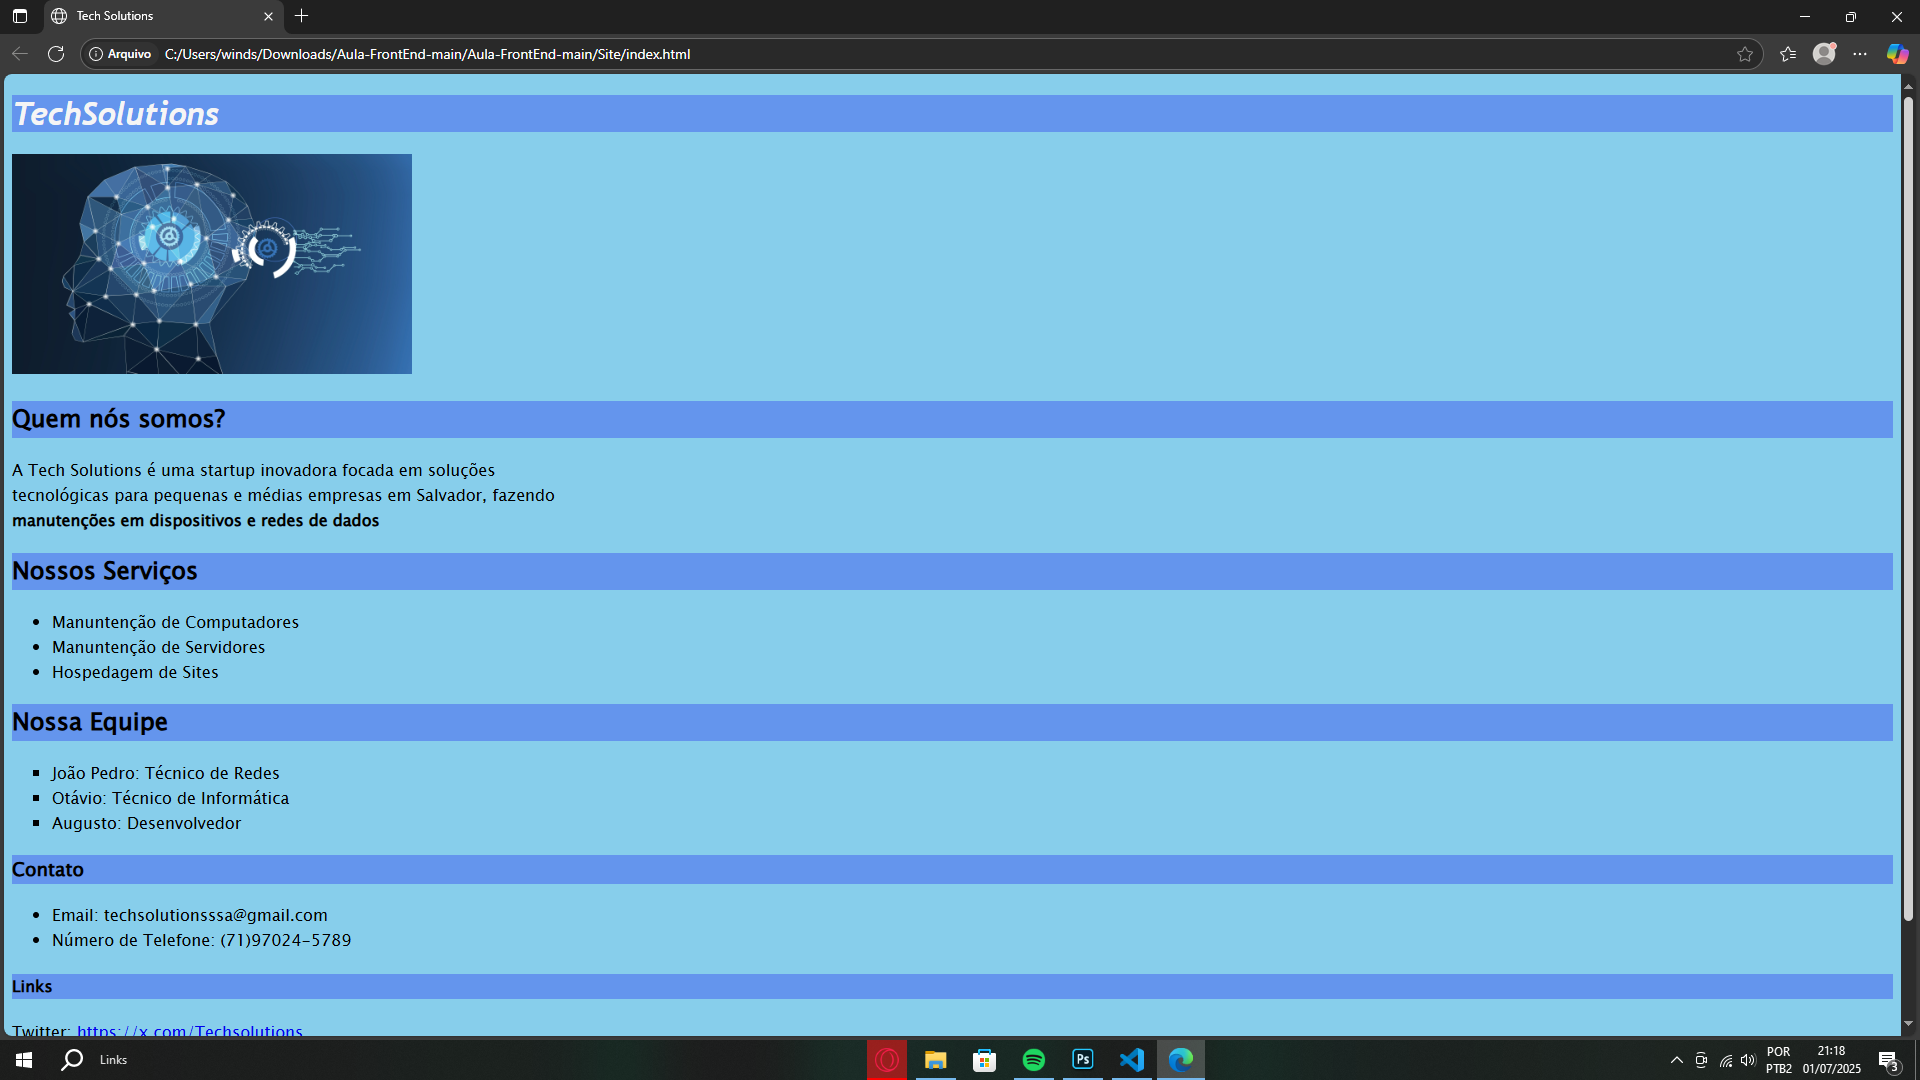 Tech Solutions
Arquivo C:/Users/winds/Downloads/Aula-FrontEnd-main/Aula-FrontEnd-main/Site/index.html
TechSolutions
Quem nós somos?
A Tech Solutions é uma startup inovadora focada em soluções
tecnológicas para pequenas e médias empresas em Salvador, fazendo
manutenções em dispositivos e redes de dados
Nossos Serviços
Manuntenção de Computadores
Manuntenção de Servidores
Hospedagem de Sites
Nossa Equipe
João Pedro: Técnico de Redes
Otávio: Técnico de Informática
Augusto: Desenvolvedor
Contato
Email: techsolutionsssa@gmail.com
Número de Telefone: (71)97024-5789
Links
Twitter: https://x.com/Techsolutions
Links
Ps
POR
PTB2
21:18
01/07/2025
3